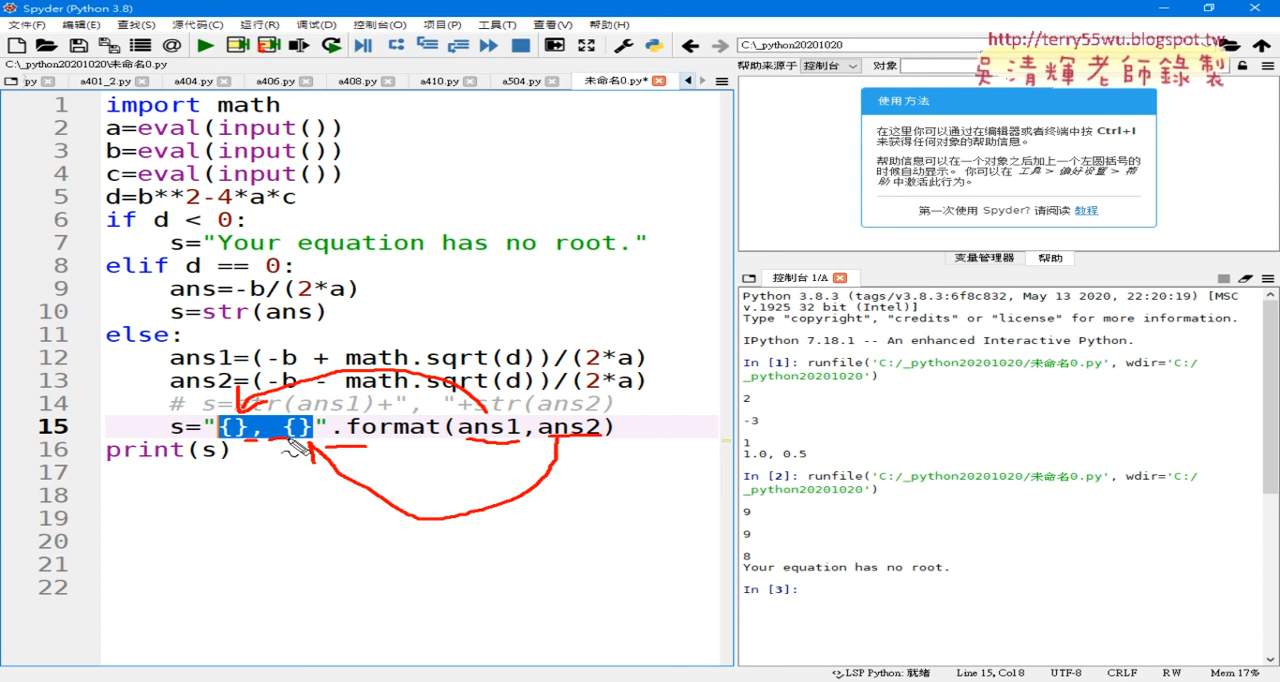 Spyder (Python 3.8)
文件(F) 编辑(E) 查找(S) 源代码(C) 运行(R) 调试(D) 控制台(O) 项目(P) 工具(T) 查看(V) 帮助(H)
C:\_python20201020
http://terry55wu.blogspot.tw
吳清輝老師錄製
C:\_python20201020\未命名0.py
帮助来源于 控制台 对象
py a401_2.py a404.py a406.py a408.py a410.py a504.py 未命名0.py*
1 import math
2 a=eval(input())
3 b=eval(input())
4 c=eval(input())
5 d=b**2-4*a*c
6 if d < 0:
7 s="Your equation has no root."
8 elif d == 0:
9 ans=-b/(2*a)
10 s=str(ans)
11 else:
12 ans1=(-b + math.sqrt(d))/(2*a)
13 ans2=(-b - math.sqrt(d))/(2*a)
14 # s=str(ans1)+", "+str(ans2)
15 s="{}, {}".format(ans1,ans2)
16 print(s)
17
18
19
20
21
22
使用方法
在这里你可以通过在编辑器或者终端中按 Ctrl+I
来获得任何对象的帮助信息。
帮助信息可以在一个对象之后加上一个左圆括号的
时候自动显示。 你可以在 工具 > 偏好设置 > 帮
助 中激活此行为。
第一次使用 Spyder? 请阅读 教程
变量管理器 帮助
控制台 1/A
Python 3.8.3 (tags/v3.8.3:6f8c832, May 13 2020, 22:20:19) [MSC
v.1925 32 bit (Intel)]
Type "copyright", "credits" or "license" for more information.
IPython 7.18.1 -- An enhanced Interactive Python.
In [1]: runfile('C:/_python20201020/未命名0.py', wdir='C:/
_python20201020')
2
-3
1
1.0, 0.5
In [2]: runfile('C:/_python20201020/未命名0.py', wdir='C:/
_python20201020')
9
9
8
Your equation has no root.
In [3]:
LSP Python: 就绪 Line 15, Col 8 UTF-8 CRLF RW Mem 17%